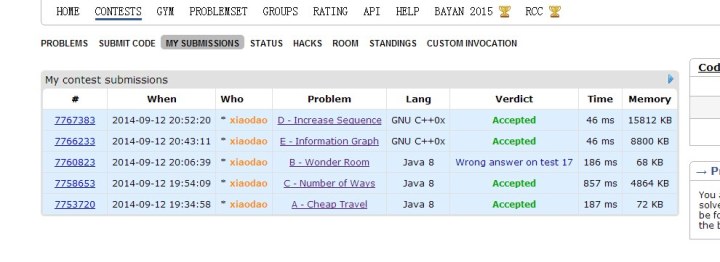 HOME CONTESTS GYM PROBLEMSET GROUPS RATING API HELP BAYAN 2015 RCC
PROBLEMS SUBMIT CODE MY SUBMISSIONS STATUS HACKS ROOM STANDINGS CUSTOM INVOCATION
My contest submissions
# When Who Problem Lang Verdict Time Memory
7767383 2014-09-12 20:52:20 * xiaodao D - Increase Sequence GNU C++0x Accepted 46 ms 15812 KB
7766233 2014-09-12 20:43:11 * xiaodao E - Information Graph GNU C++0x Accepted 46 ms 8800 KB
7760823 2014-09-12 20:06:39 * xiaodao B - Wonder Room Java 8 Wrong answer on test 17 186 ms 68 KB
7758653 2014-09-12 19:54:09 * xiaodao C - Number of Ways Java 8 Accepted 857 ms 4864 KB
7753720 2014-09-12 19:34:58 * xiaodao A - Cheap Travel Java 8 Accepted 187 ms 72 KB
Cod
→ P
You a
solve
be fo
the b